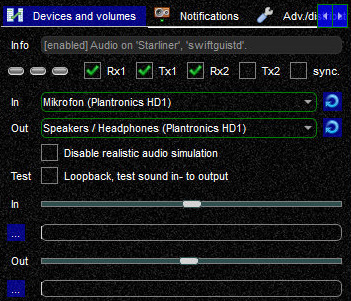 Devices and volumes Notifications Adv./di
Info [enabled] Audio on 'Starliner', 'swiftguistd'.
Rx1 Tx1 Rx2 Tx2 sync.
In Mikrofon (Plantronics HD1)
Out Speakers / Headphones (Plantronics HD1)
Disable realistic audio simulation
Test Loopback, test sound in- to output
In
...
Out
...